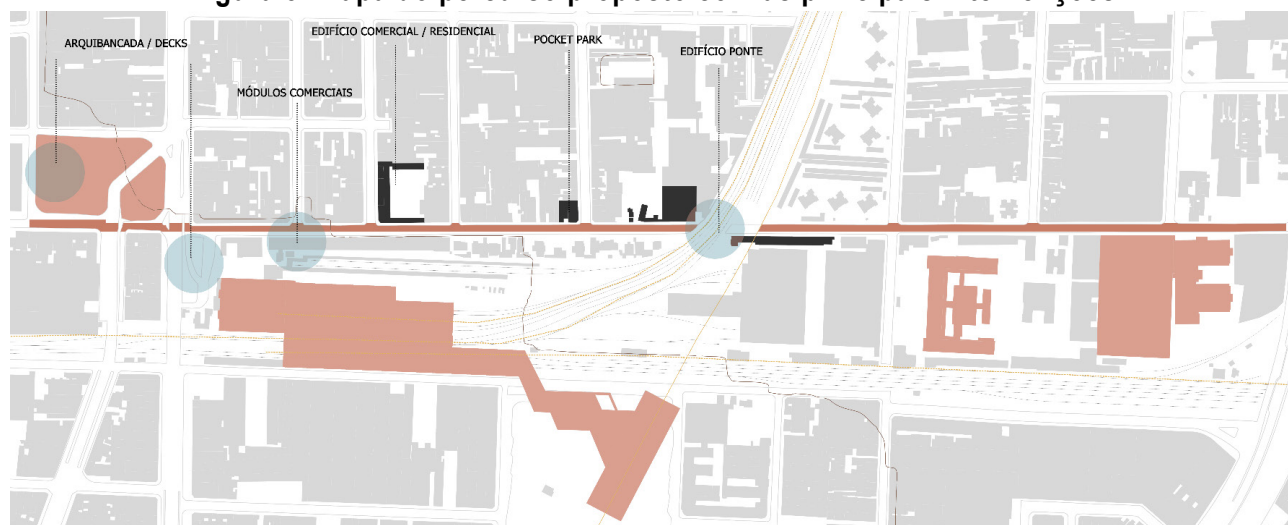 ARQUIBANCADA / DECKS
EDIFÍCIO COMERCIAL / RESIDENCIAL
POCKET PARK
EDIFÍCIO PONTE
MÓDULOS COMERCIAIS